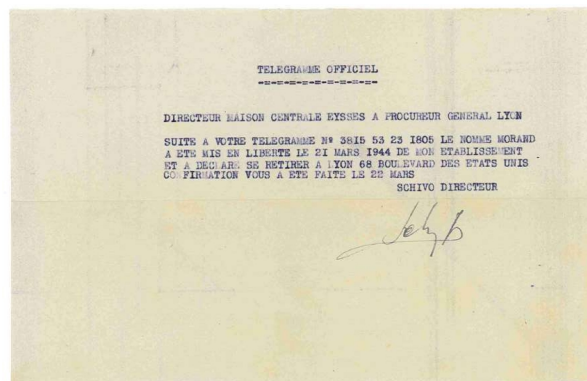 TELEGRAMME OFFICIEL
-=-=-=-=-=-=-=-=-=-
DIRECTEUR MAISON CENTRALE EYSSES A PROCUREUR GENERAL LYON
SUITE A VOTRE TELEGRAMME Nº 3815 53 23 1805 LE NOMME MORAND
A ETE MIS EN LIBERTE LE 21 MARS 1944 DE MON ETABLISSEMENT
ET A DECLARE SE RETIRER A LYON 68 BOULEVARD DES ETATS UNIS
CONFIRMATION VOUS A ETE FAITE LE 22 MARS
SCHIVO DIRECTEUR